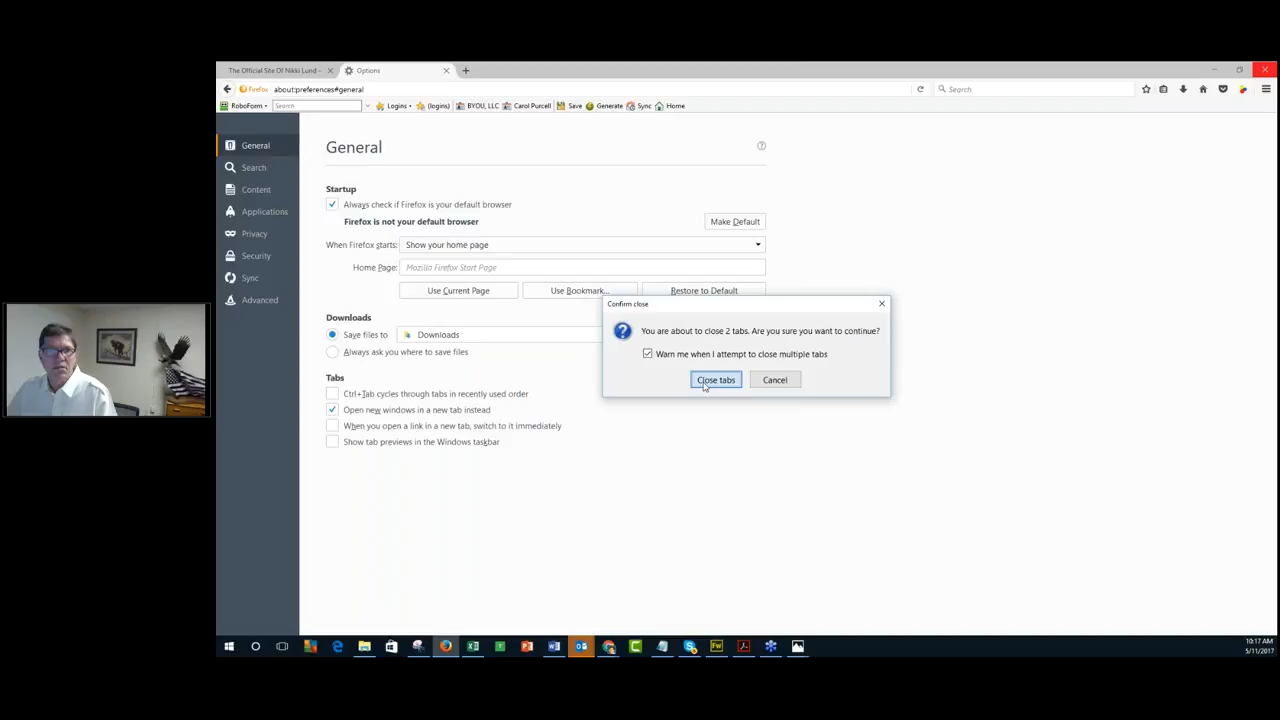 The Official Site Of Nikki Lund -
Options
Firefox
about:preferences#general
Search
RoboForm
Search
Logins
(logins)
BYOU, LLC
Carol Purcell
Save
Generate
Sync
Home
General
Search
Content
Applications
Privacy
Security
Sync
Advanced
General
Startup
Always check if Firefox is your default browser
Firefox is not your default browser
Make Default
When Firefox starts:
Show your home page
Home Page:
Mozilla Firefox Start Page
Use Current Page
Use Bookmark...
Restore to Default
Downloads
Save files to
Downloads
Always ask you where to save files
Tabs
Ctrl+Tab cycles through tabs in recently used order
Open new windows in a new tab instead
When you open a link in a new tab, switch to it immediately
Show tab previews in the Windows taskbar
Confirm close
You are about to close 2 tabs. Are you sure you want to continue?
Warn me when I attempt to close multiple tabs
Close tabs
Cancel
Fw
10:17 AM
5/11/2017